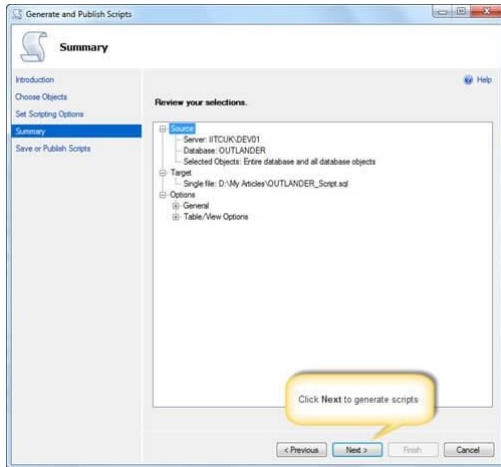 Generate and Publish Scripts
Summary
Introduction
Choose Objects
Set Scripting Options
Summary
Save or Publish Scripts
Help
Review your selections.
Source
Server: IITCUK\DEV01
Database: OUTLANDER
Selected Objects: Entire database and all database objects
Target
Single file: D:\My Articles\OUTLANDER_Script.sql
Options
General
Table/View Options
Click Next to generate scripts
< Previous
Next >
Finish
Cancel